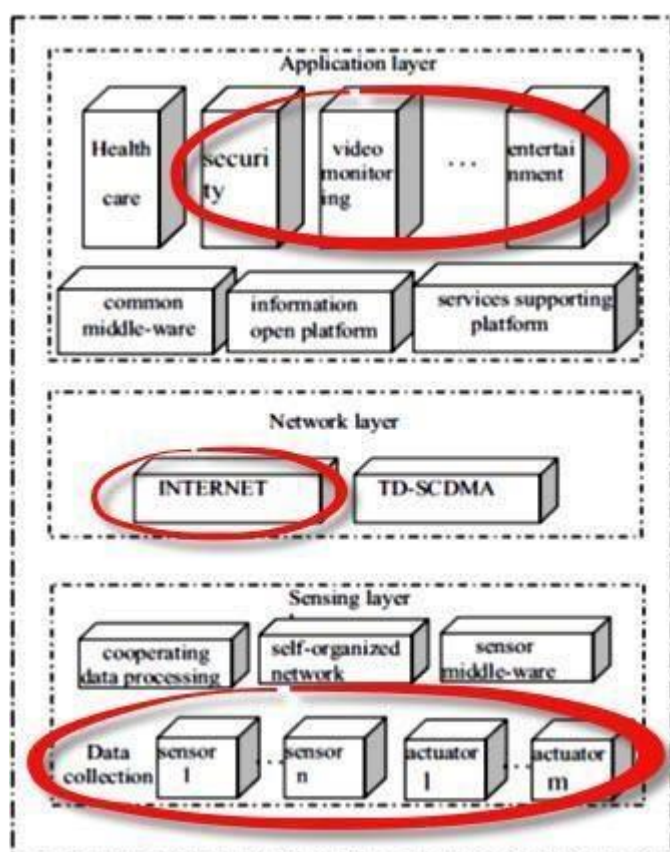 Application layer
Health
care
securi
ty
video
monitor
ing
...
entertai
nment
common
middle-ware
information
open platform
services supporting
platform
Network layer
INTERNET
TD-SCDMA
Sensing layer
cooperating
data processing
self-organized
network
sensor
middle-ware
Data
collection
sensor
1
...
sensor
n
actuator
1
...
actuator
m